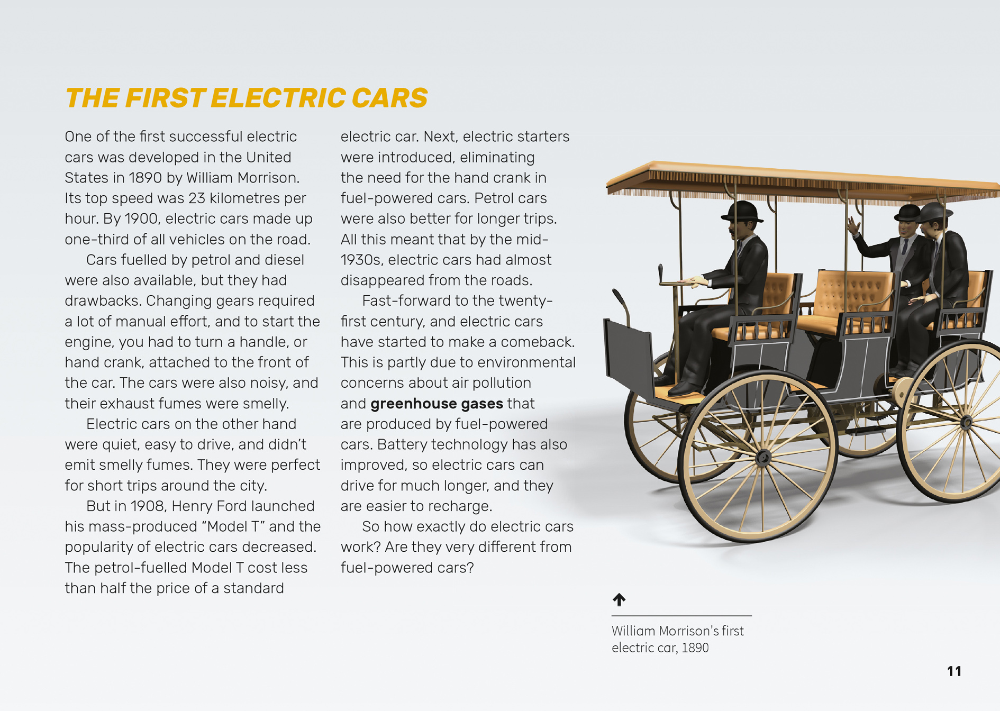 THE FIRST ELECTRIC CARS
One of the first successful electric
cars was developed in the United
States in 1890 by William Morrison.
Its top speed was 23 kilometres per
hour. By 1900, electric cars made up
one-third of all vehicles on the road.
Cars fuelled by petrol and diesel
were also available, but they had
drawbacks. Changing gears required
a lot of manual effort, and to start the
engine, you had to turn a handle, or
hand crank, attached to the front of
the car. The cars were also noisy, and
their exhaust fumes were smelly.
Electric cars on the other hand
were quiet, easy to drive, and didn’t
emit smelly fumes. They were perfect
for short trips around the city.
But in 1908, Henry Ford launched
his mass-produced “Model T” and the
popularity of electric cars decreased.
The petrol-fuelled Model T cost less
than half the price of a standard
electric car. Next, electric starters
were introduced, eliminating
the need for the hand crank in
fuel-powered cars. Petrol cars
were also better for longer trips.
All this meant that by the mid-
1930s, electric cars had almost
disappeared from the roads.
Fast-forward to the twenty-
first century, and electric cars
have started to make a comeback.
This is partly due to environmental
concerns about air pollution
and greenhouse gases that
are produced by fuel-powered
cars. Battery technology has also
improved, so electric cars can
drive for much longer, and they
are easier to recharge.
So how exactly do electric cars
work? Are they very different from
fuel-powered cars?
William Morrison's first
electric car, 1890
11